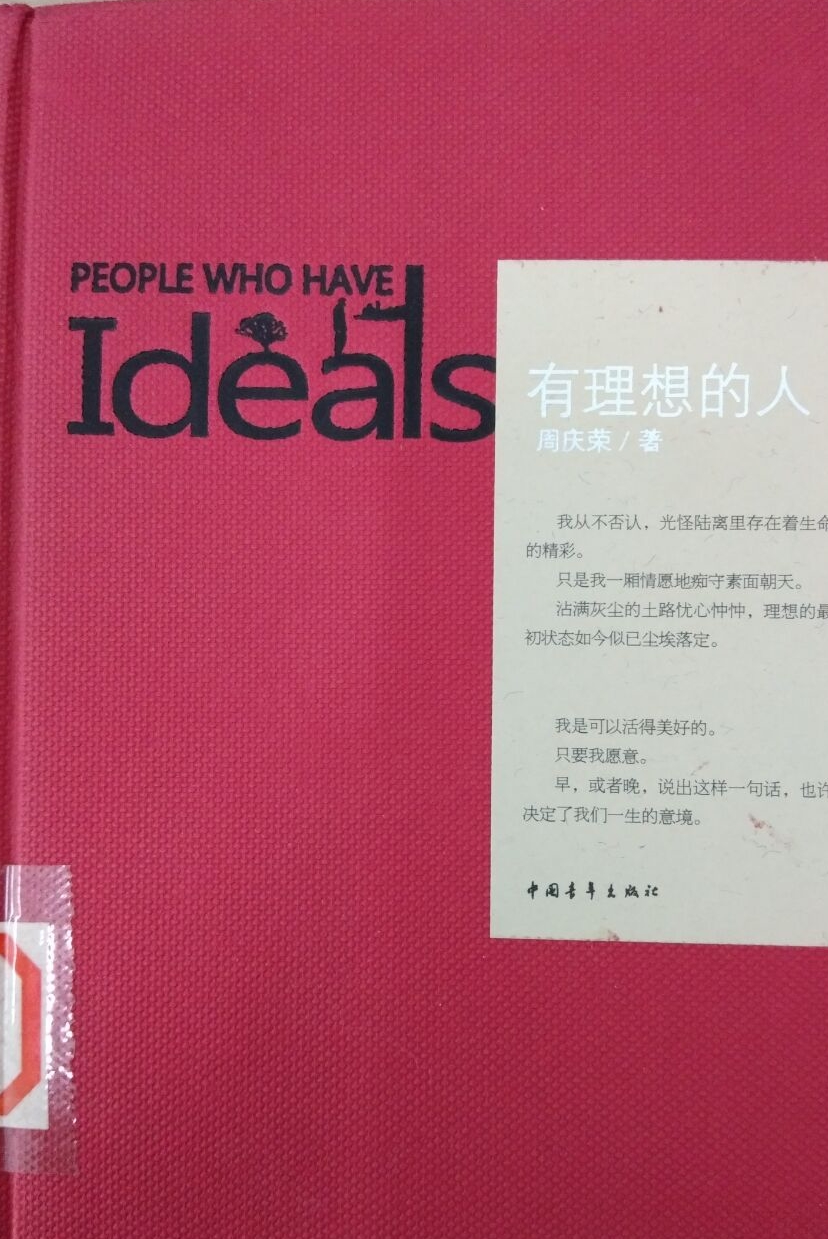 PEOPLE WHO HAVE
Ideals
有理想的人
周庆荣 / 著
我从不否认，光怪陆离里存在着生命
的精彩。
只是我一厢情愿地痴守素面朝天。
沾满灰尘的土路忧心忡忡，理想的最
初状态如今似已尘埃落定。
我是可以活得美好的。
只要我愿意。
早，或者晚，说出这样一句话，也许
决定了我们一生的意境。
中国青年出版社